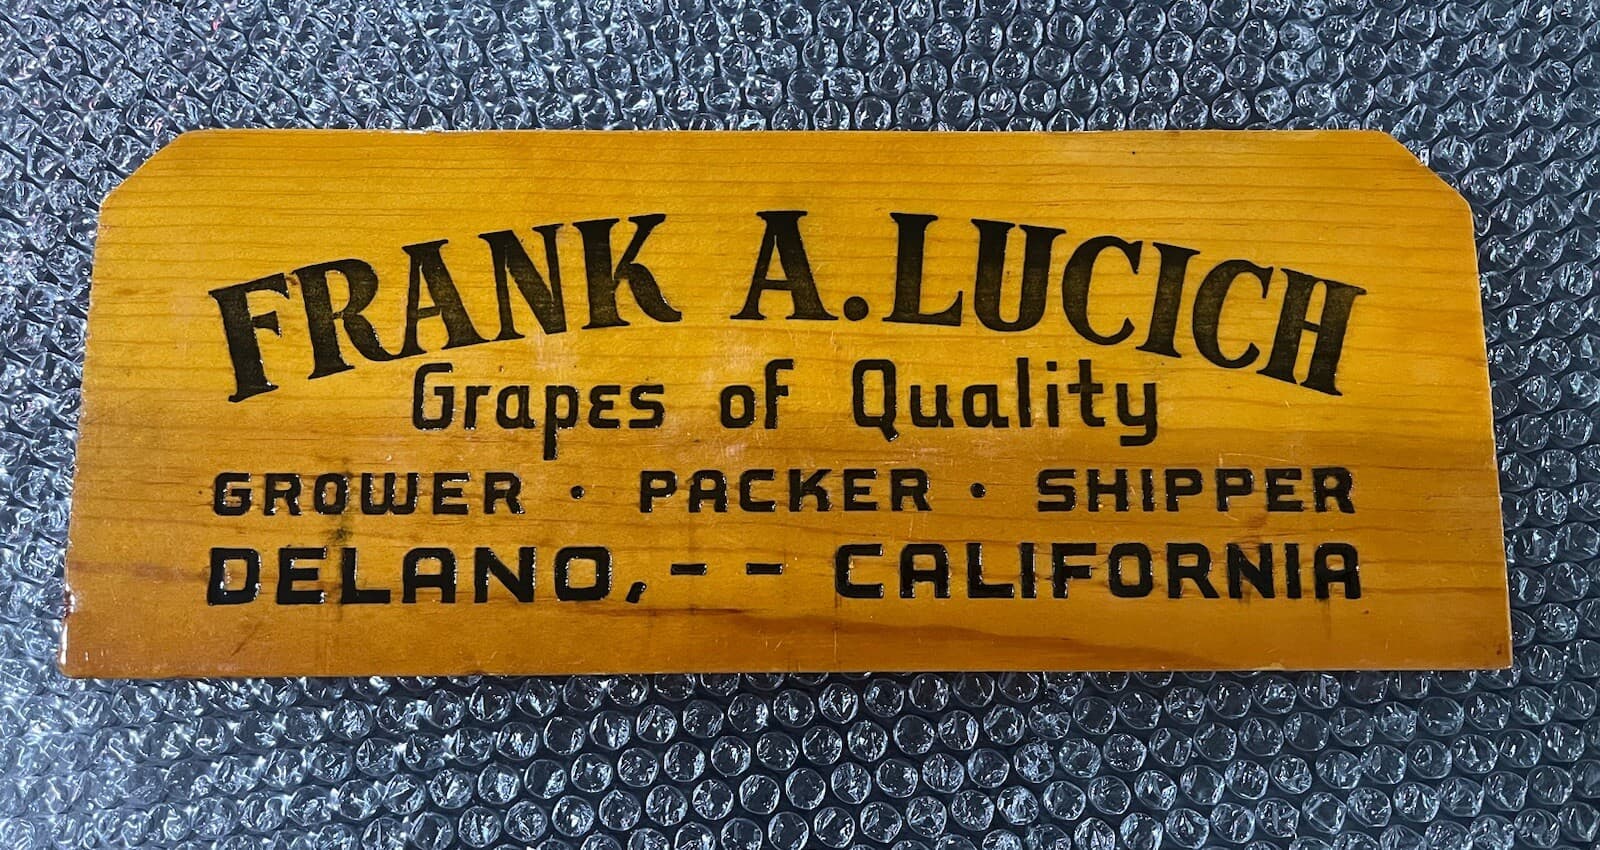 FRANK A. LUCICH
Grapes of Quality
GROWER · PACKER · SHIPPER
DELANO, -- CALIFORNIA